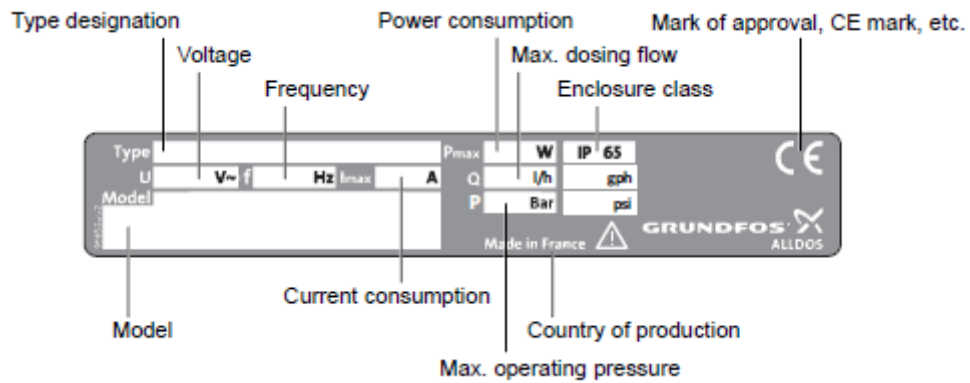 Type designation
Power consumption
Mark of approval, CE mark, etc.
Voltage
Max. dosing flow
Frequency
Enclosure class
Type
Pmax W IP 65
U V~ f Hz Imax A Q l/h gph
Model P Bar psi
CE
Made in France
GRUNDFOS
ALLDOS
Current consumption
Model
Country of production
Max. operating pressure